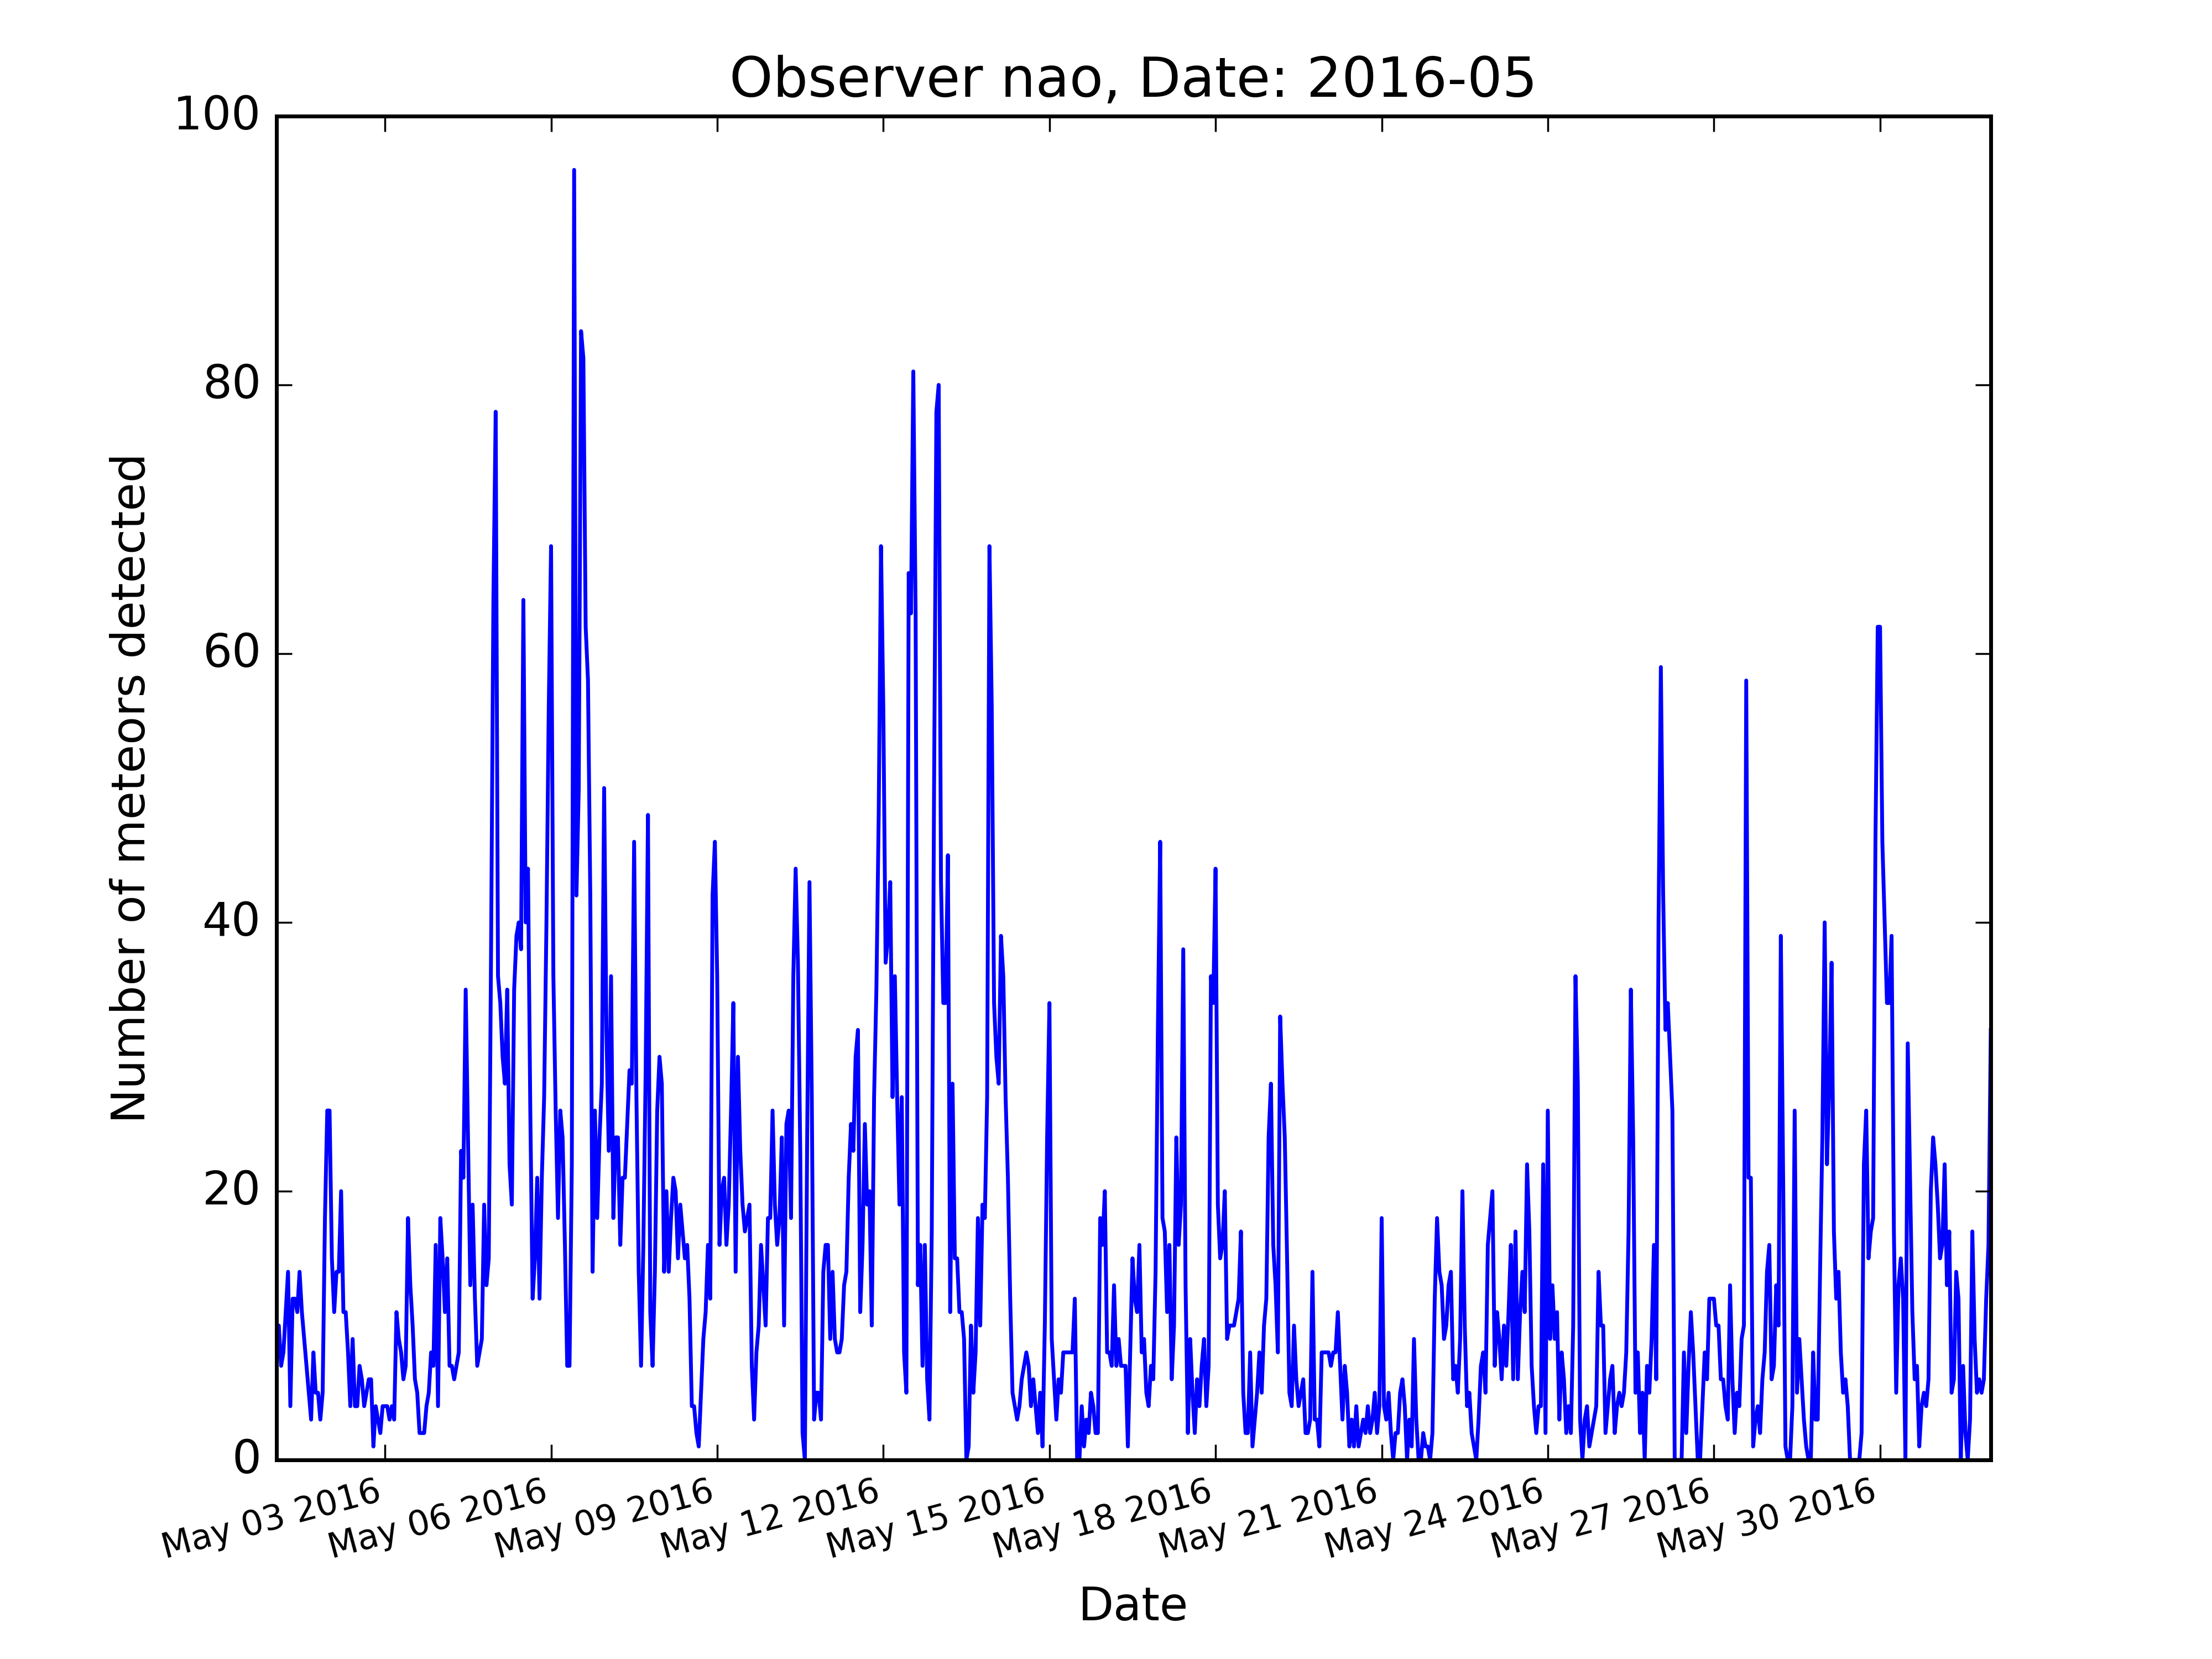 Observer nao, Date: 2016-05
100
80
60
40
20
0
Number of meteors detected
May 03 2016
May 06 2016
May 09 2016
May 12 2016
May 15 2016
May 18 2016
May 21 2016
May 24 2016
May 27 2016
May 30 2016
Date